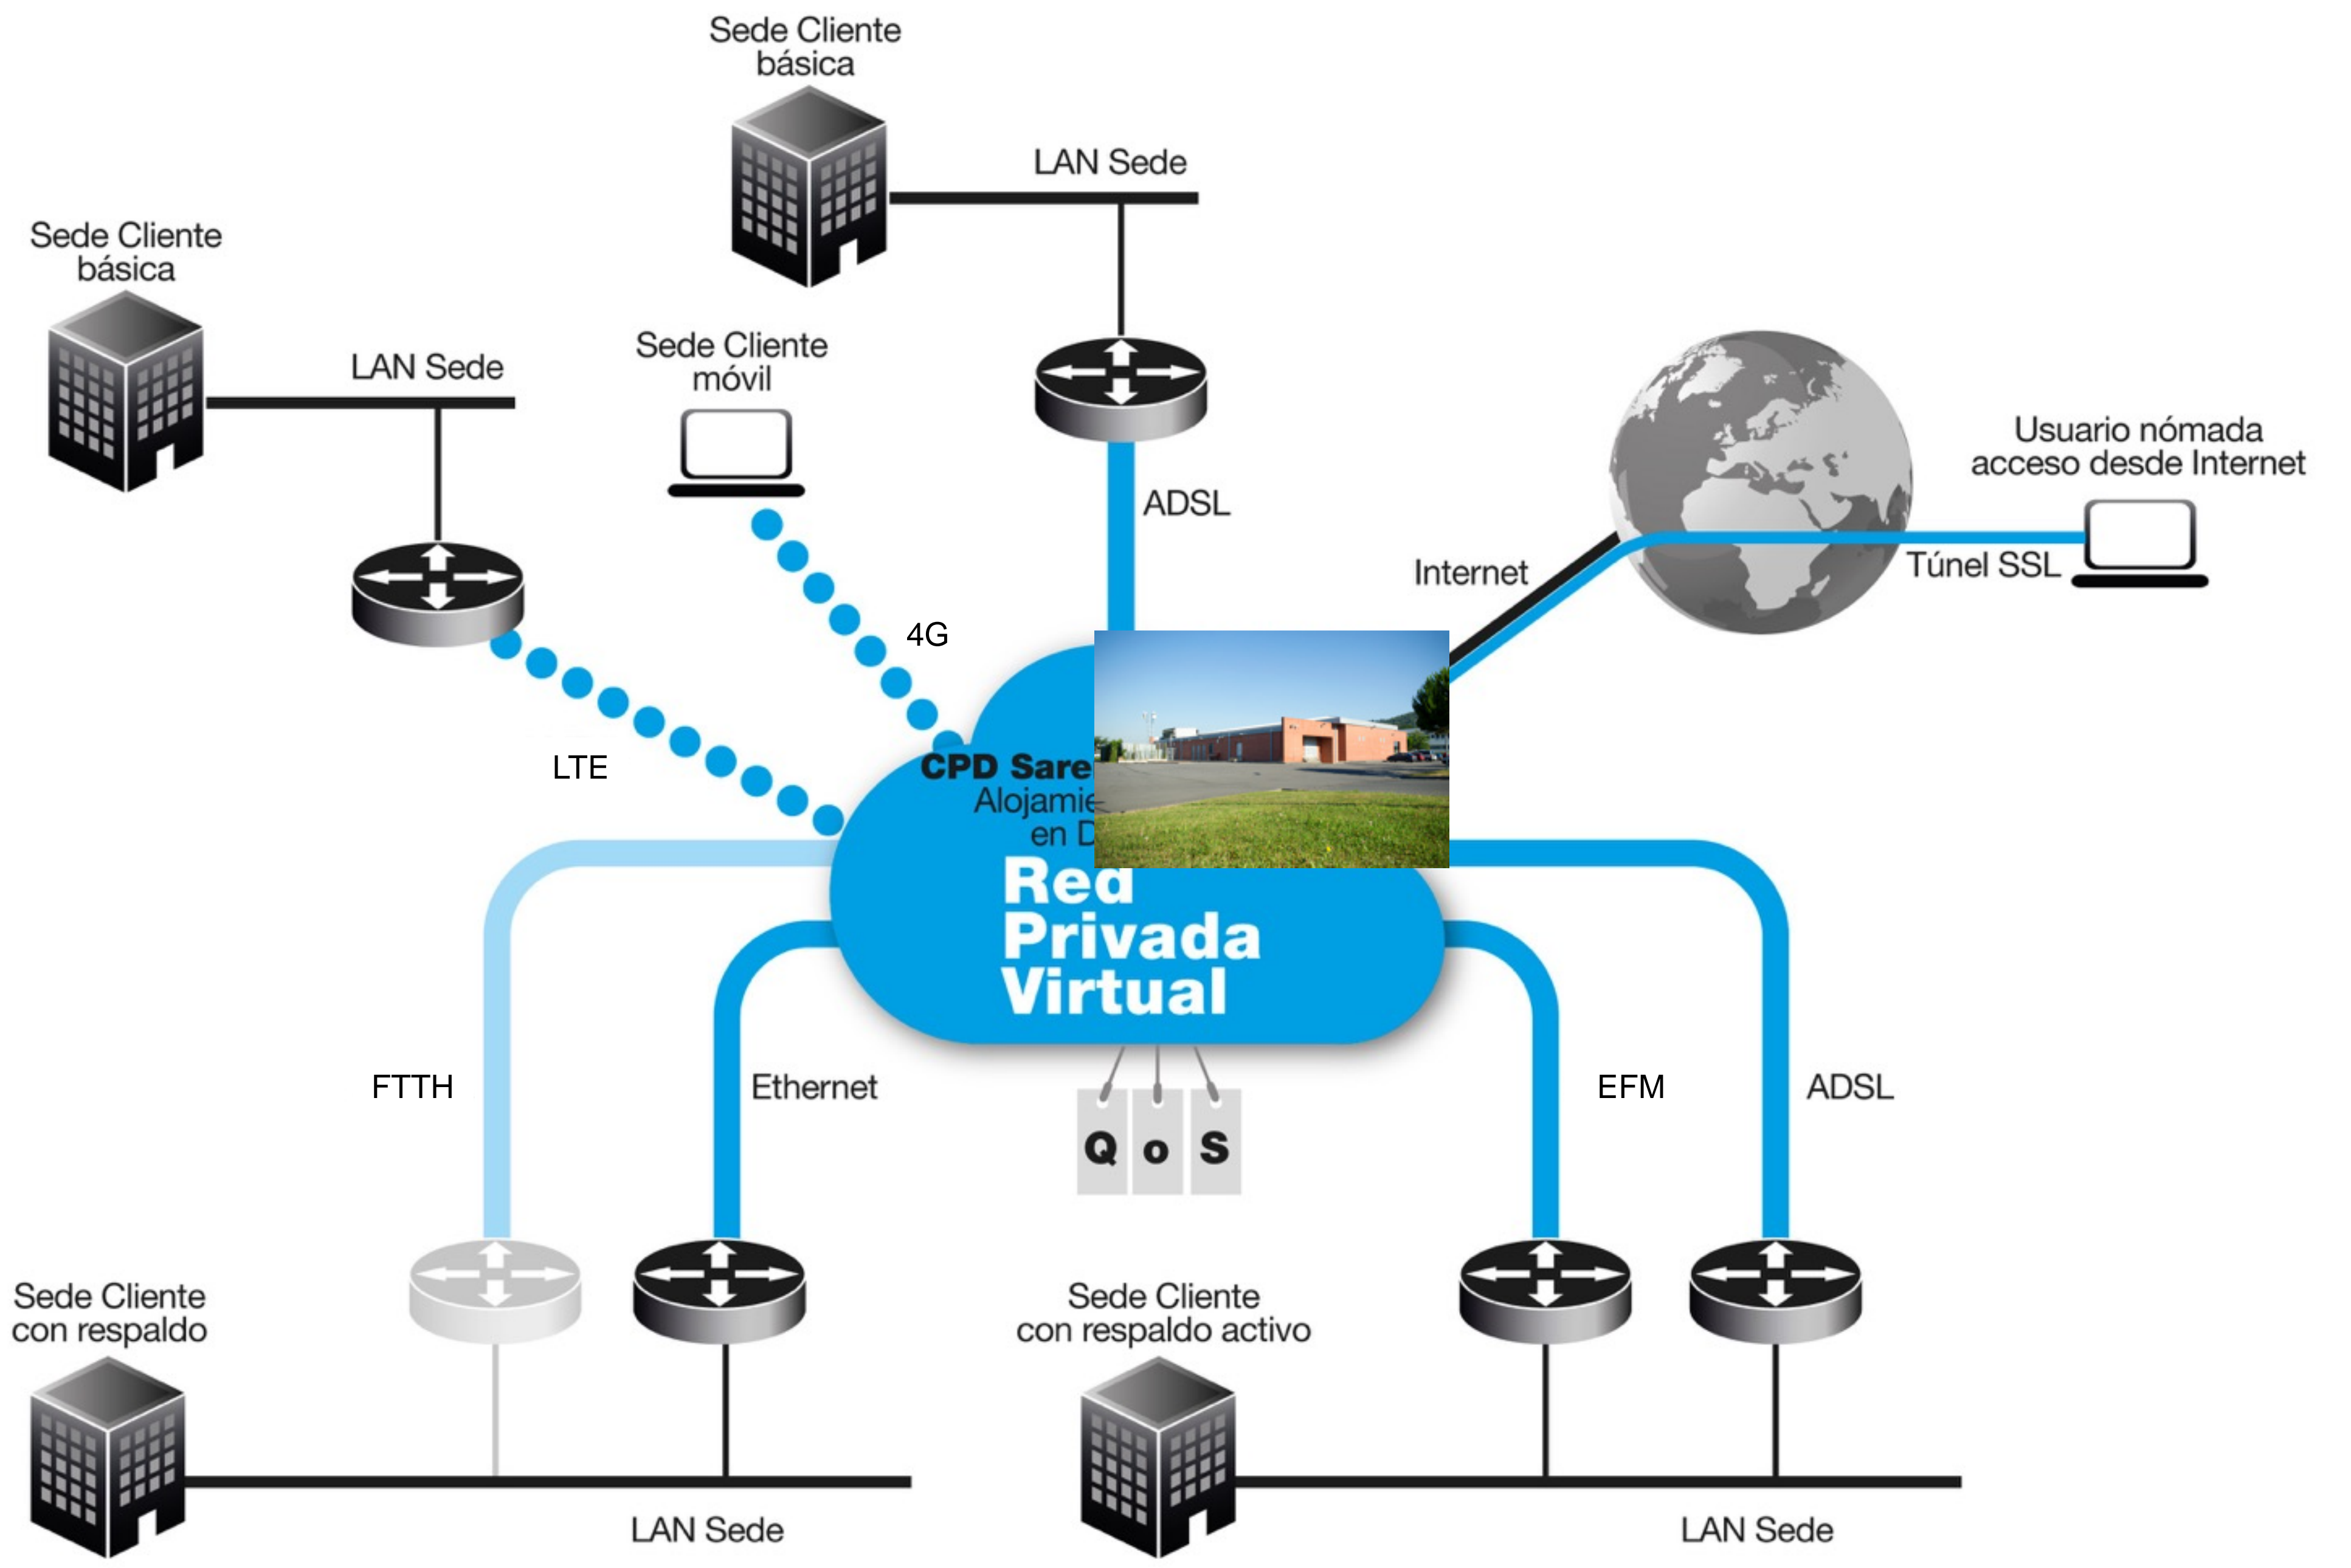 Sede Cliente
básica
LAN Sede
Sede Cliente
básica
LAN Sede
Sede Cliente
móvil
ADSL
Usuario nómada
acceso desde Internet
Internet
Túnel SSL
4G
LTE
CPD
Red
Privada
Virtual
FTTH
Ethernet
EFM
ADSL
Q o S
Sede Cliente
con respaldo
LAN Sede
Sede Cliente
con respaldo activo
LAN Sede